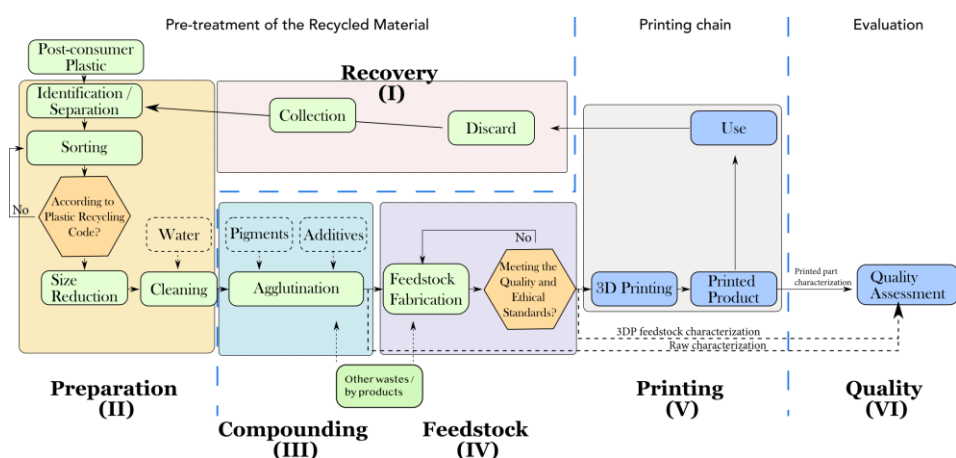 Pre-treatment of the Recycled Material
Printing chain
Evaluation
Post-consumer
Plastic
Recovery
(I)
Identification /
Separation
Collection
Discard
Use
Sorting
No
According to
Plastic Recycling
Code?
Water
Pigments
Additives
No
Size
Reduction
Cleaning
Agglutination
Feedstock
Fabrication
Meeting the
Quality and
Ethical
Standards?
3D Printing
Printed
Product
Printed part
characterization
Quality
Assessment
3DP feedstock characterization
Raw characterization
Other wastes /
by products
Preparation
(II)
Compounding
(III)
Feedstock
(IV)
Printing
(V)
Quality
(VI)